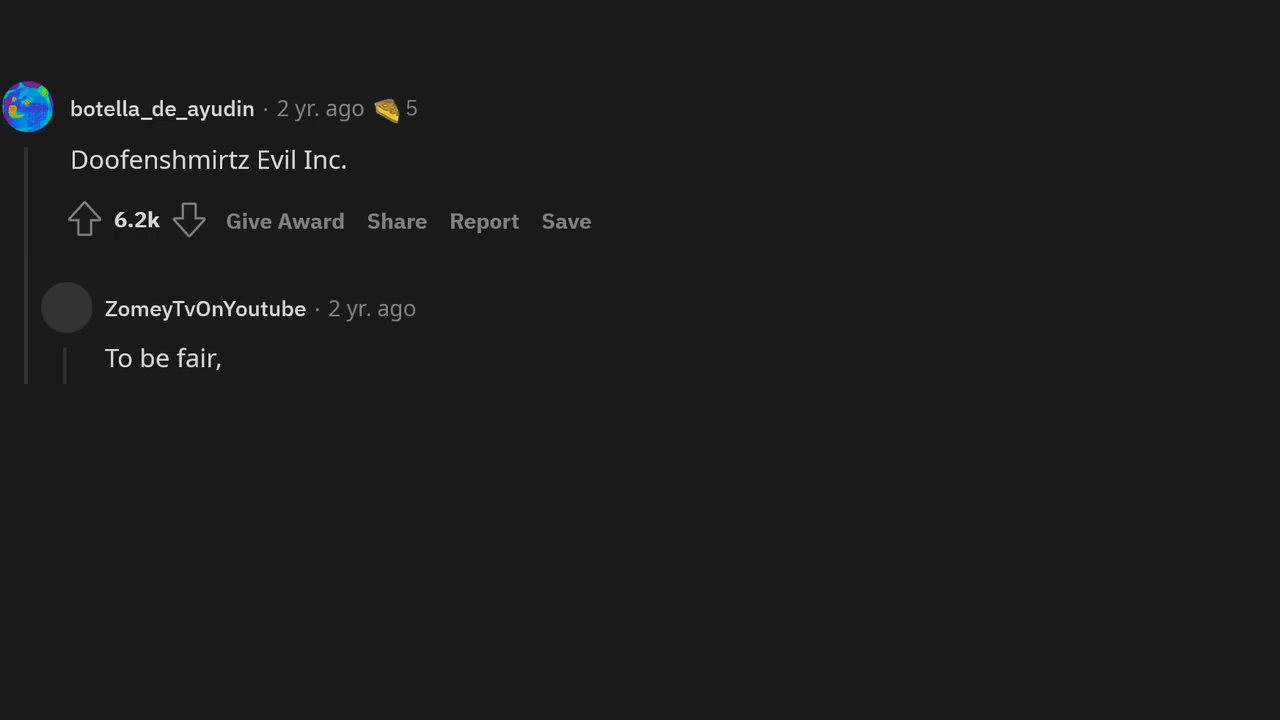 botella_de_ayudin · 2 yr. ago 5
Doofenshmirtz Evil Inc.
6.2k Give Award Share Report Save
ZomeyTvOnYoutube · 2 yr. ago
To be fair,